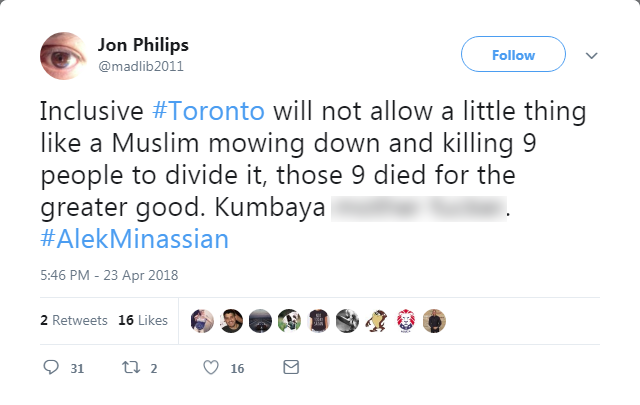 Jon Philips
@madlib2011
Follow
Inclusive #Toronto will not allow a little thing
like a Muslim mowing down and killing 9
people to divide it, those 9 died for the
greater good. Kumbaya .
#AlekMinassian
5:46 PM - 23 Apr 2018
2 Retweets 16 Likes
31 2 16